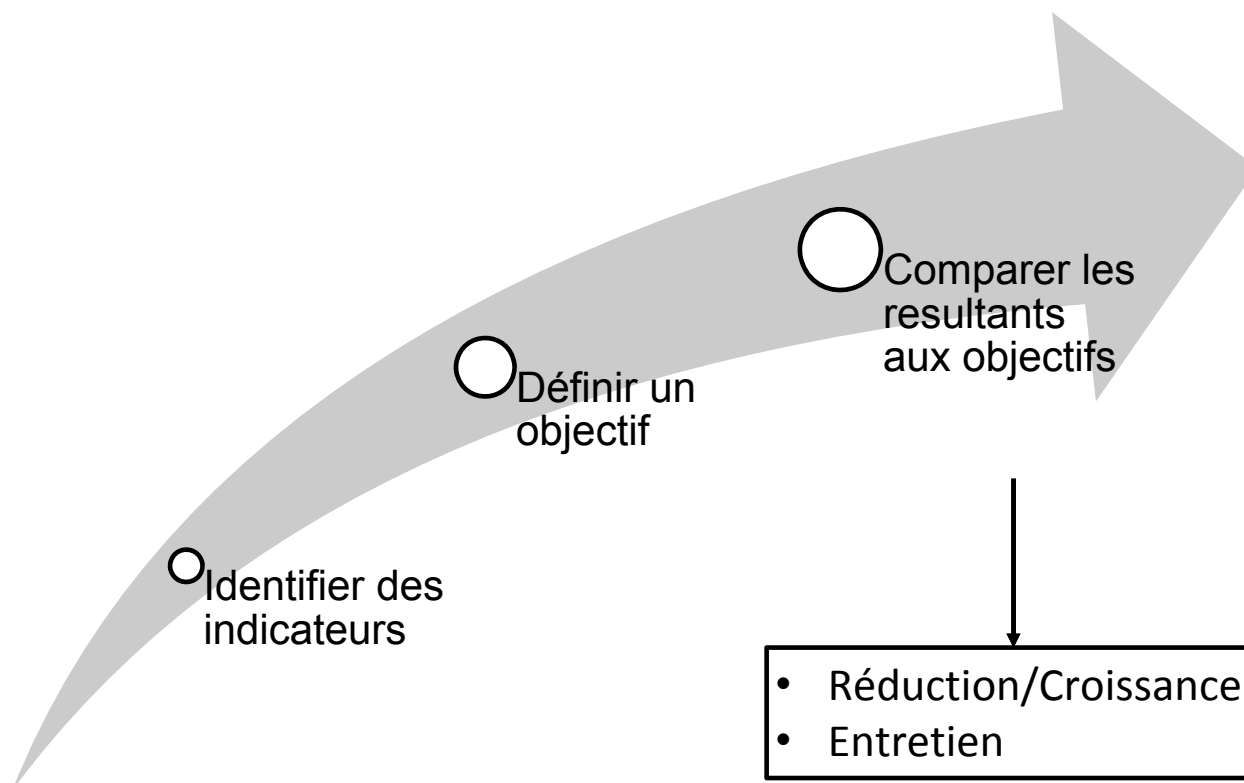 Identifier des
indicateurs
Définir un
objectif
Comparer les
resultants
aux objectifs
• Réduction/Croissance
• Entretien